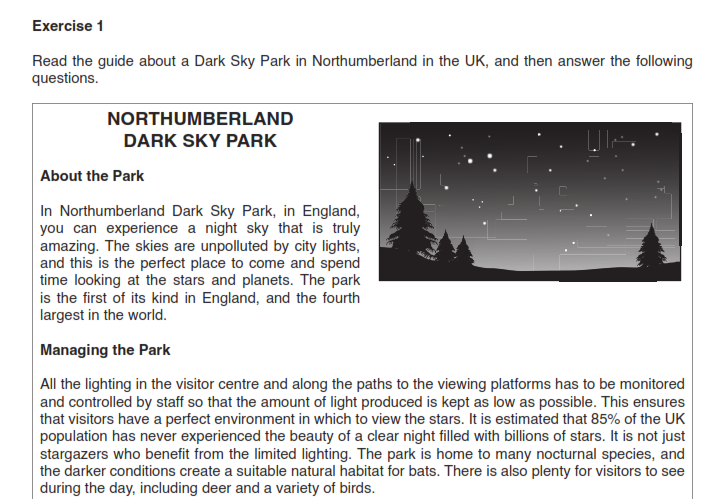 Exercise 1
Read the guide about a Dark Sky Park in Northumberland in the UK, and then answer the following
questions.
NORTHUMBERLAND
DARK SKY PARK
About the Park
In Northumberland Dark Sky Park, in England,
you can experience a night sky that is truly
amazing. The skies are unpolluted by city lights,
and this is the perfect place to come and spend
time looking at the stars and planets. The park
is the first of its kind in England, and the fourth
largest in the world.
Managing the Park
All the lighting in the visitor centre and along the paths to the viewing platforms has to be monitored
and controlled by staff so that the amount of light produced is kept as low as possible. This ensures
that visitors have a perfect environment in which to view the stars. It is estimated that 85% of the UK
population has never experienced the beauty of a clear night filled with billions of stars. It is not just
stargazers who benefit from the limited lighting. The park is home to many nocturnal species, and
the darker conditions create a suitable natural habitat for bats. There is also plenty for visitors to see
during the day, including deer and a variety of birds.